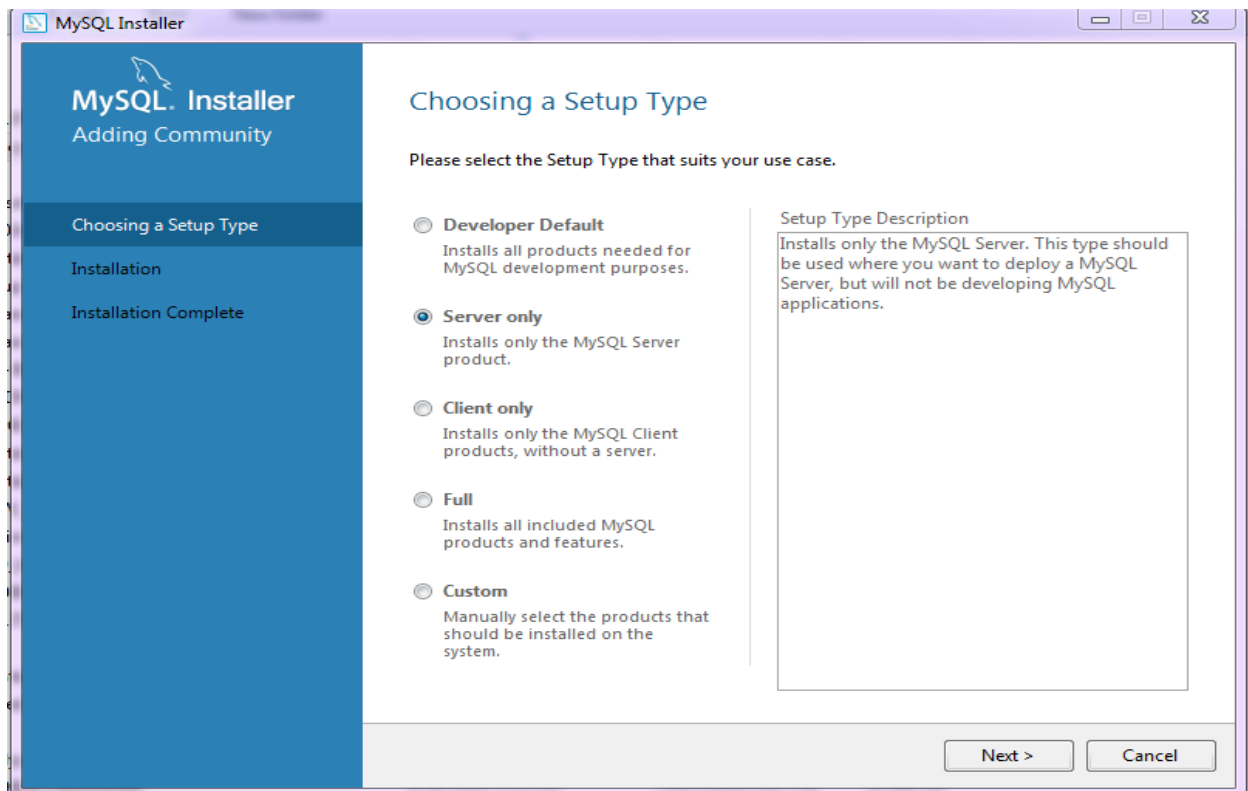 MySQL Installer
MySQL. Installer
Adding Community
Choosing a Setup Type
Installation
Installation Complete
Choosing a Setup Type
Please select the Setup Type that suits your use case.
Developer Default
Installs all products needed for
MySQL development purposes.
Server only
Installs only the MySQL Server
product.
Client only
Installs only the MySQL Client
products, without a server.
Full
Installs all included MySQL
products and features.
Custom
Manually select the products that
should be installed on the
system.
Setup Type Description
Installs only the MySQL Server. This type should
be used where you want to deploy a MySQL
Server, but will not be developing MySQL
applications.
Next >
Cancel